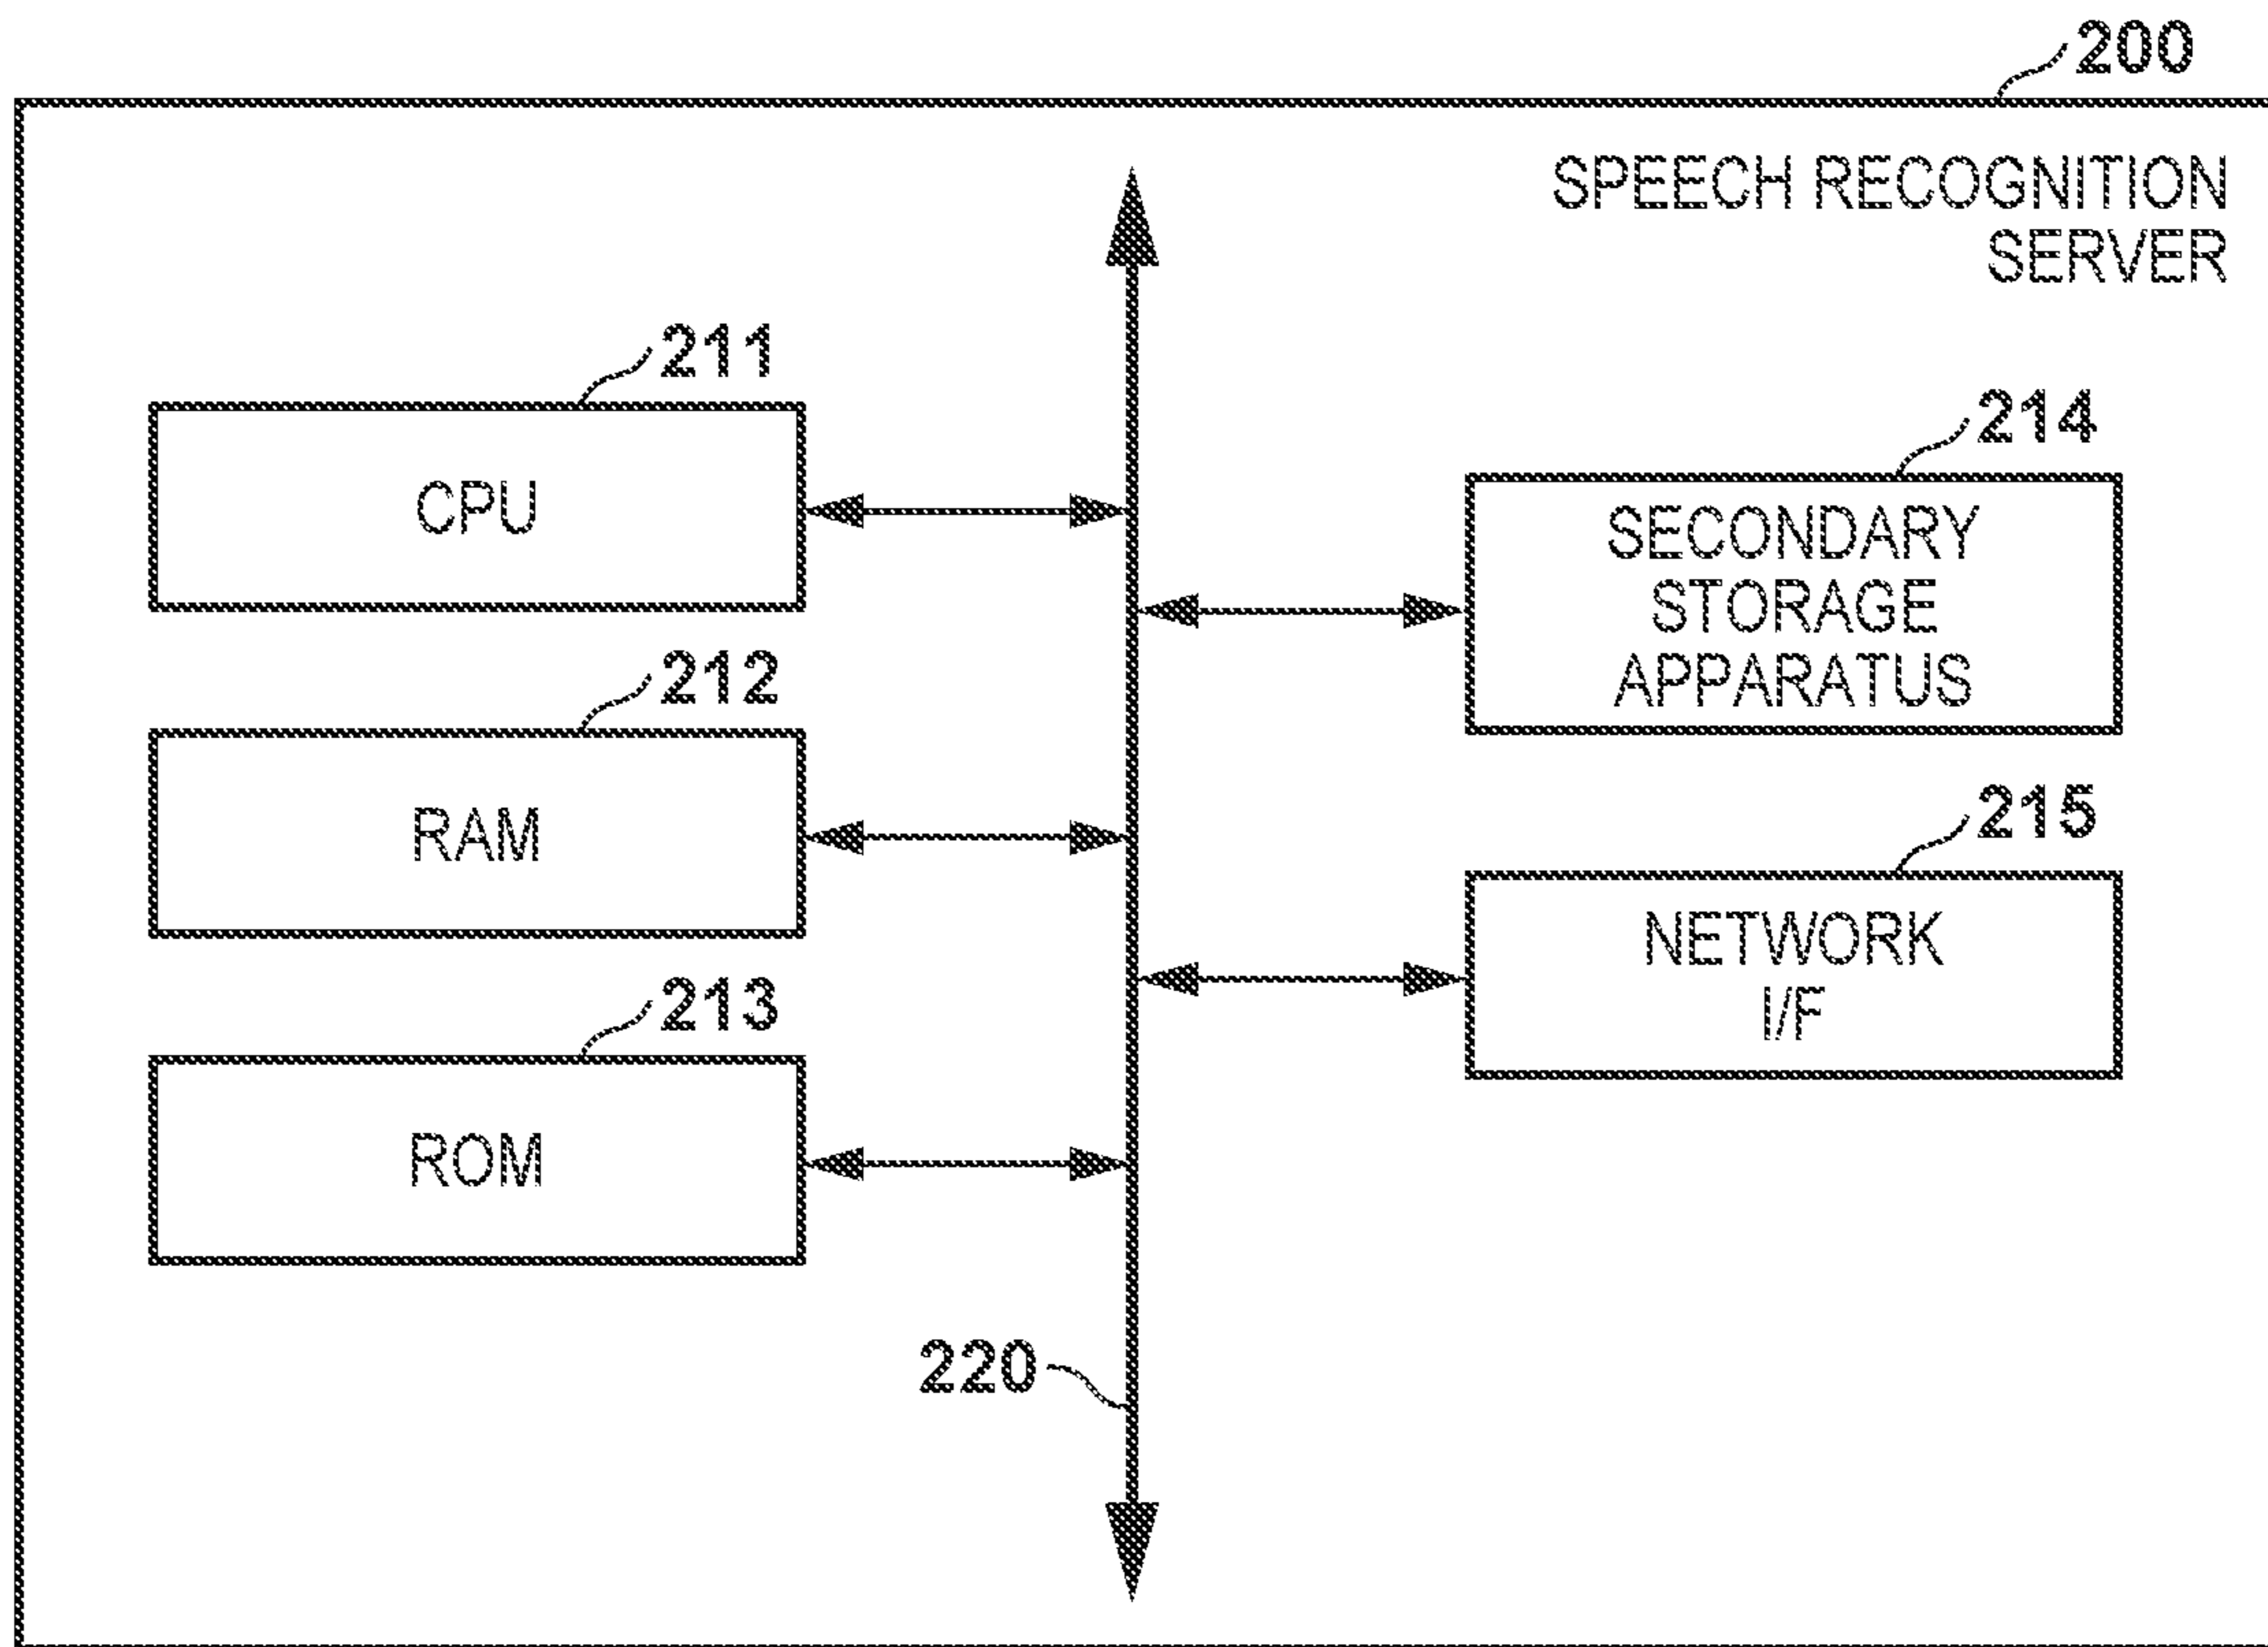 200
SPEECH RECOGNITION
SERVER
211
CPU
214
SECONDARY
STORAGE
APPARATUS
212
RAM
215
NETWORK
I/F
213
ROM
220